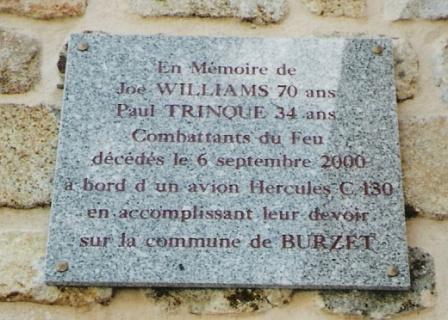 En Mémoire de
Joe WILLIAMS 70 ans
Paul TRINQUE 34 ans
Combattants du Feu
décédés le 6 septembre 2000
à bord d un avion Hercules C 130
en accomplissant leur devoir
sur la commune de BURZET